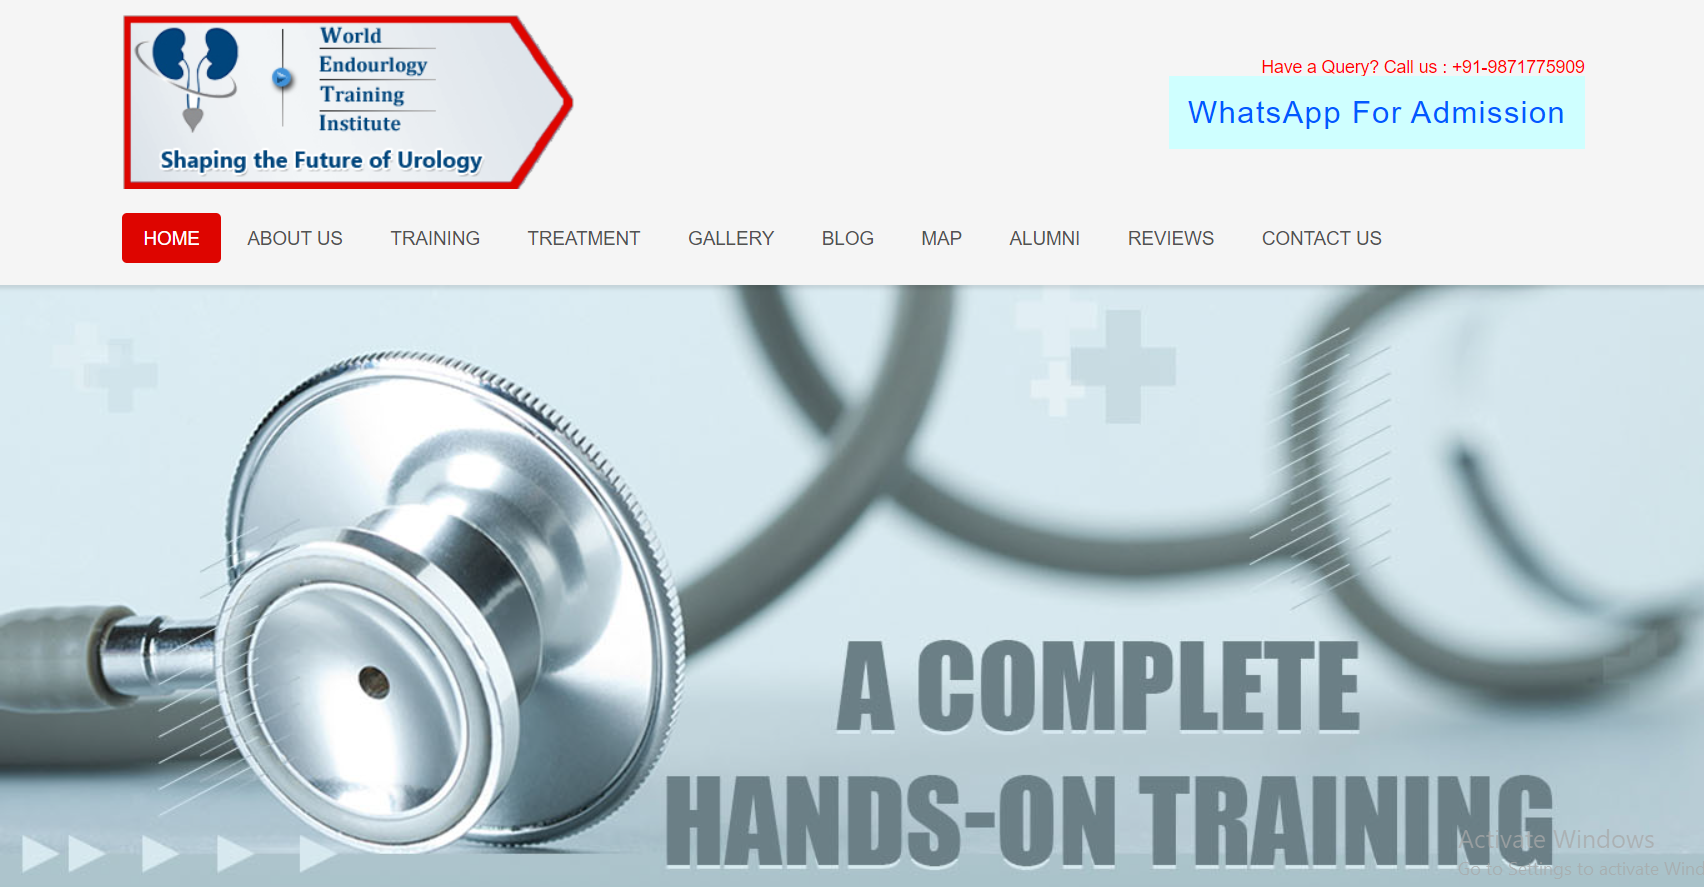 World
Endourlogy
Training
Institute
Shaping the Future of Urology
Have a Query? Call us : +91-9871775909
WhatsApp For Admission
HOME ABOUT US TRAINING TREATMENT GALLERY BLOG MAP ALUMNI REVIEWS CONTACT US
A COMPLETE
HANDS-ON TRAINING
Activate Windows
Go to Settings to activate Winc